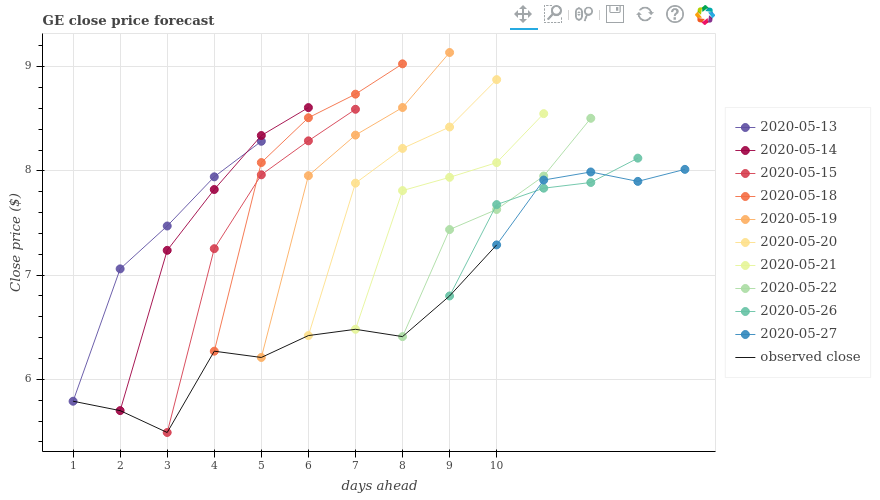 GE close price forecast
Close price ($)
9
8
7
6
1 2 3 4 5 6 7 8 9 10
days ahead
2020-05-13
2020-05-14
2020-05-15
2020-05-18
2020-05-19
2020-05-20
2020-05-21
2020-05-22
2020-05-26
2020-05-27
observed close